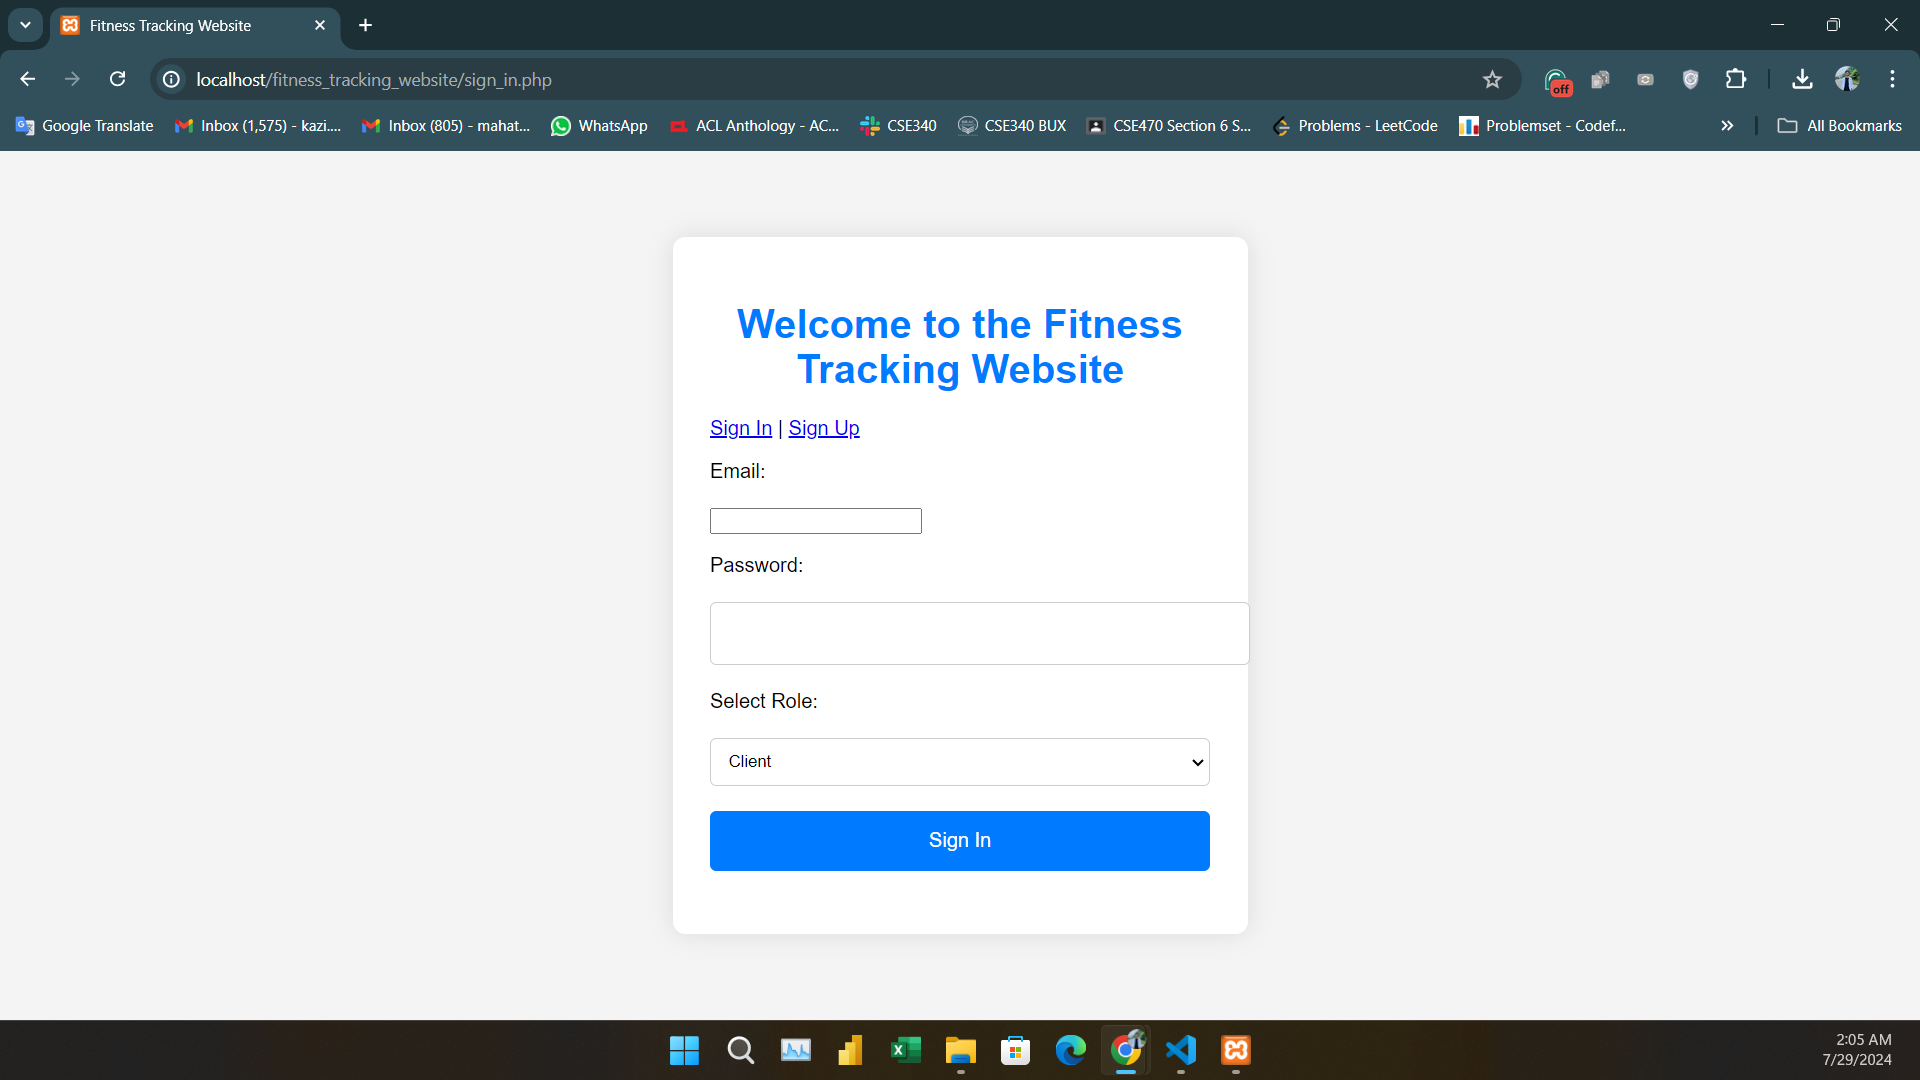 Fitness Tracking Website
localhost/fitness_tracking_website/sign_in.php
off
Google Translate
Inbox (1,575) - kazi....
Inbox (805) - mahat...
WhatsApp
ACL Anthology - AC...
CSE340
CSE340 BUX
CSE470 Section 6 S...
Problems - LeetCode
Problemset - Codef...
All Bookmarks
Welcome to the Fitness
Tracking Website
Sign In | Sign Up
Email:
Password:
Select Role:
Client
Sign In
2:05 AM
7/29/2024